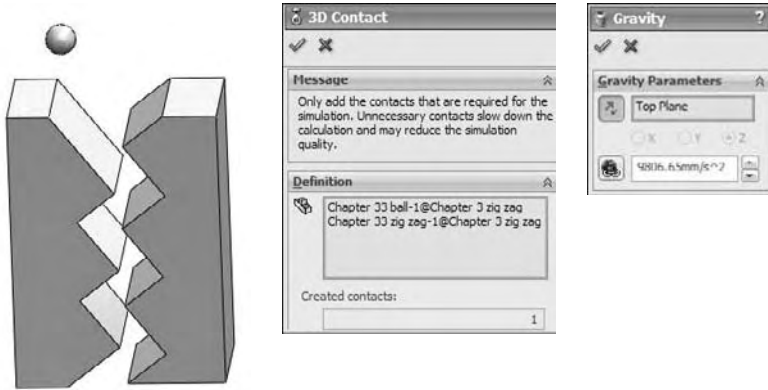 3D Contact
Message
Only add the contacts that are required for the
simulation. Unnecessary contacts slow down the
calculation and may reduce the simulation
quality.
Definition
Chapter 33 ball-1@Chapter 3 zig zag
Chapter 33 zig zag-1@Chapter 3 zig zag
Created contacts:
1
Gravity ?
Gravity Parameters
Top Plane
X Y Z
9806.65mm/s^2